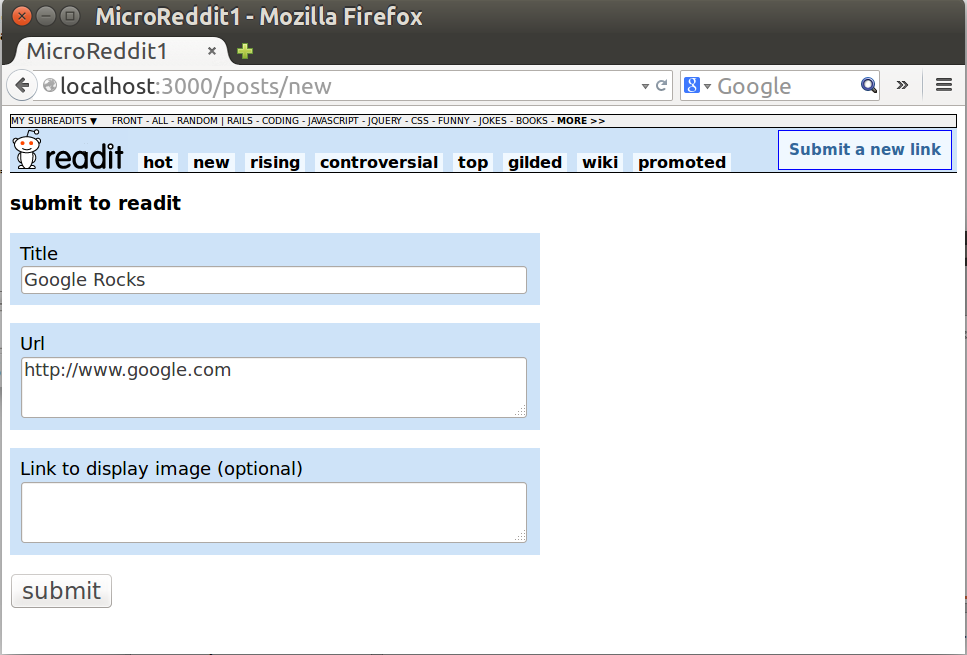 MicroReddit1 - Mozilla Firefox
MicroReddit1
localhost:3000/posts/new
8 Google
MY SUBREADITS ▼ FRONT - ALL - RANDOM | RAILS - CODING - JAVASCRIPT - JQUERY - CSS - FUNNY - JOKES - BOOKS - MORE >>
readit hot new rising controversial top gilded wiki promoted Submit a new link
submit to readit
Title
Google Rocks
Url
http://www.google.com
Link to display image (optional)
submit